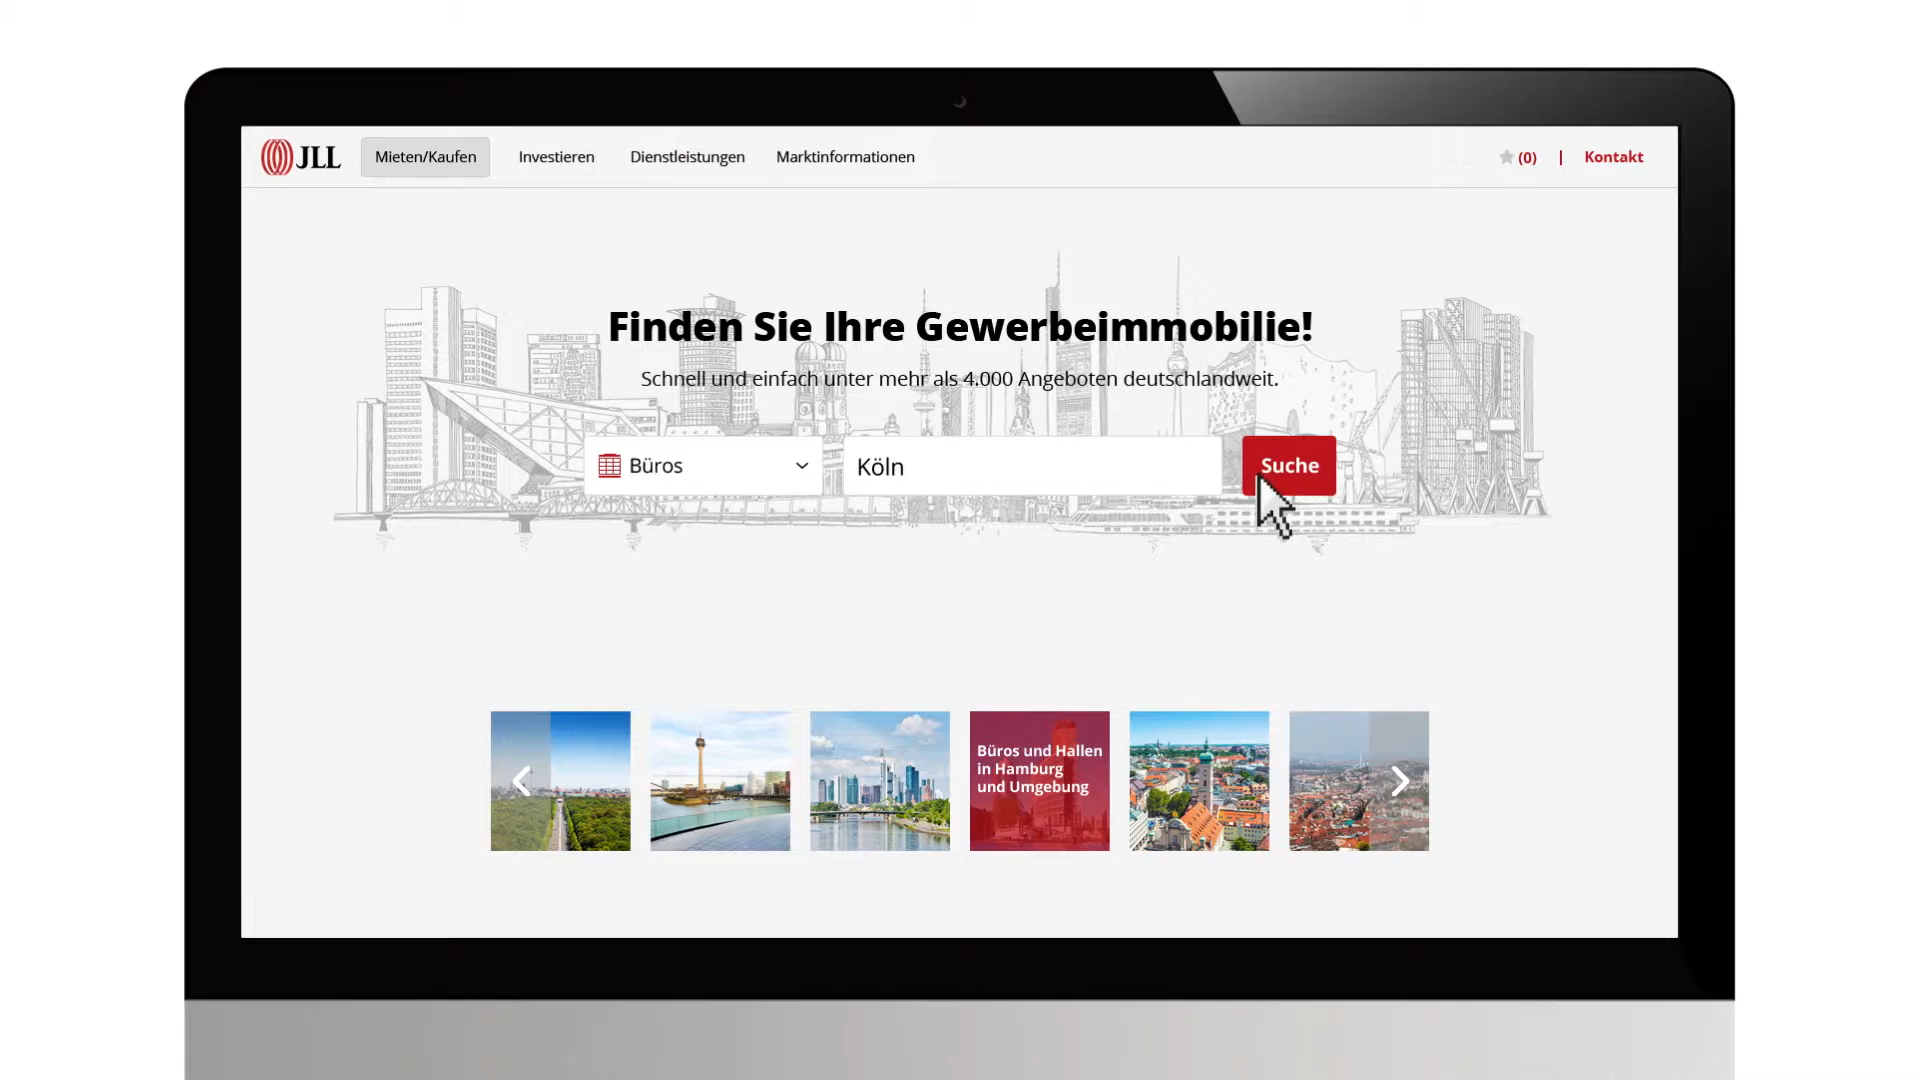 JLL
Mieten/Kaufen
Investieren
Dienstleistungen
Marktinformationen
(0)
|
Kontakt
Finden Sie Ihre Gewerbeimmobilie!
Schnell und einfach unter mehr als 4.000 Angeboten deutschlandweit.
Büros
Köln
Suche
Büros und Hallen
in Hamburg
und Umgebung